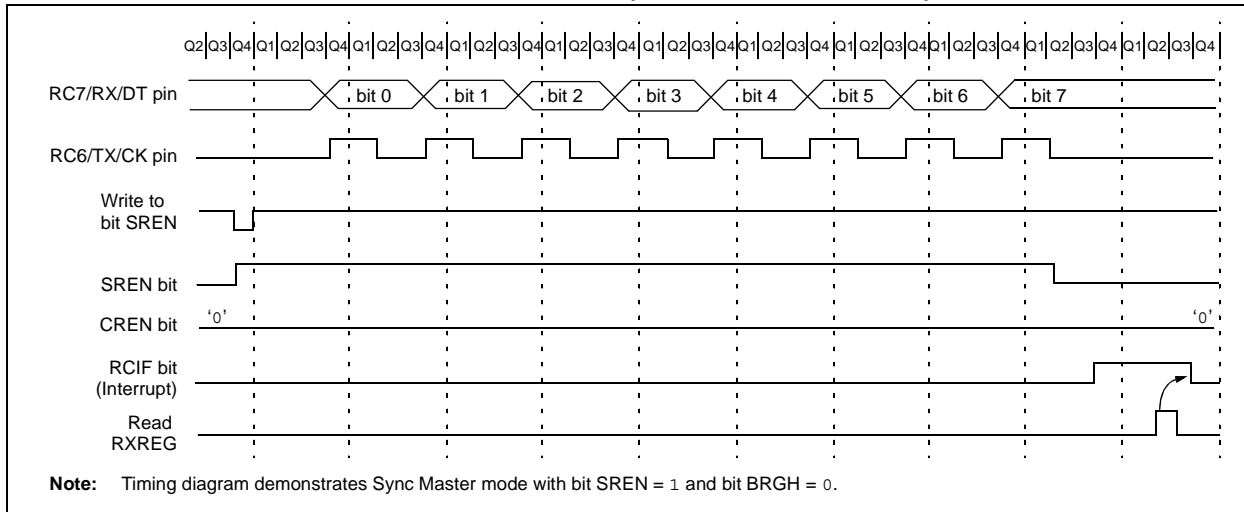 Q2 Q3 Q4 Q1 Q2 Q3 Q4 Q1 Q2 Q3 Q4 Q1 Q2 Q3 Q4 Q1 Q2 Q3 Q4 Q1 Q2 Q3 Q4 Q1 Q2 Q3 Q4 Q1 Q2 Q3 Q4 Q1 Q2 Q3 Q4 Q1 Q2 Q3 Q4 Q1 Q2 Q3 Q4
RC7/RX/DT pin bit 0 bit 1 bit 2 bit 3 bit 4 bit 5 bit 6 bit 7
RC6/TX/CK pin
Write to
bit SREN
SREN bit
CREN bit ‘0’ ‘0’
RCIF bit
(Interrupt)
Read
RXREG
Note: Timing diagram demonstrates Sync Master mode with bit SREN = 1 and bit BRGH = 0.